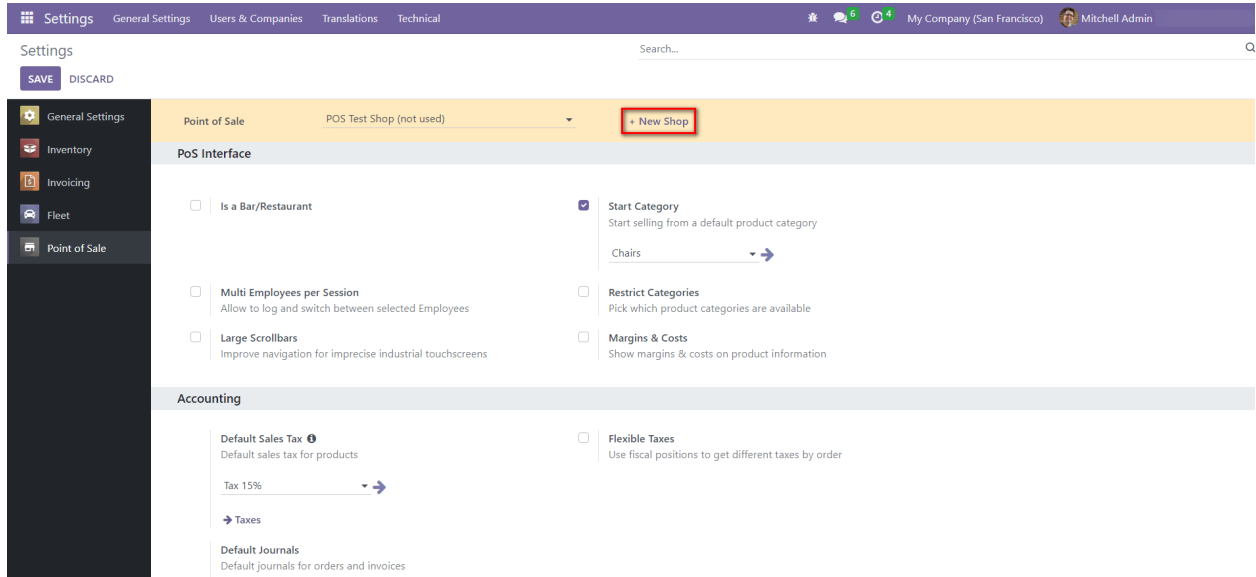 Settings General Settings Users & Companies Translations Technical 6 4 My Company (San Francisco) Mitchell Admin
Settings
Search...
SAVE DISCARD
General Settings
Inventory
Invoicing
Fleet
Point of Sale
Point of Sale POS Test Shop (not used) + New Shop
PoS Interface
Is a Bar/Restaurant
Start Category
Start selling from a default product category
Chairs
Multi Employees per Session
Allow to log and switch between selected Employees
Restrict Categories
Pick which product categories are available
Large Scrollbars
Improve navigation for imprecise industrial touchscreens
Margins & Costs
Show margins & costs on product information
Accounting
Default Sales Tax
Default sales tax for products
Tax 15%
Taxes
Flexible Taxes
Use fiscal positions to get different taxes by order
Default Journals
Default journals for orders and invoices